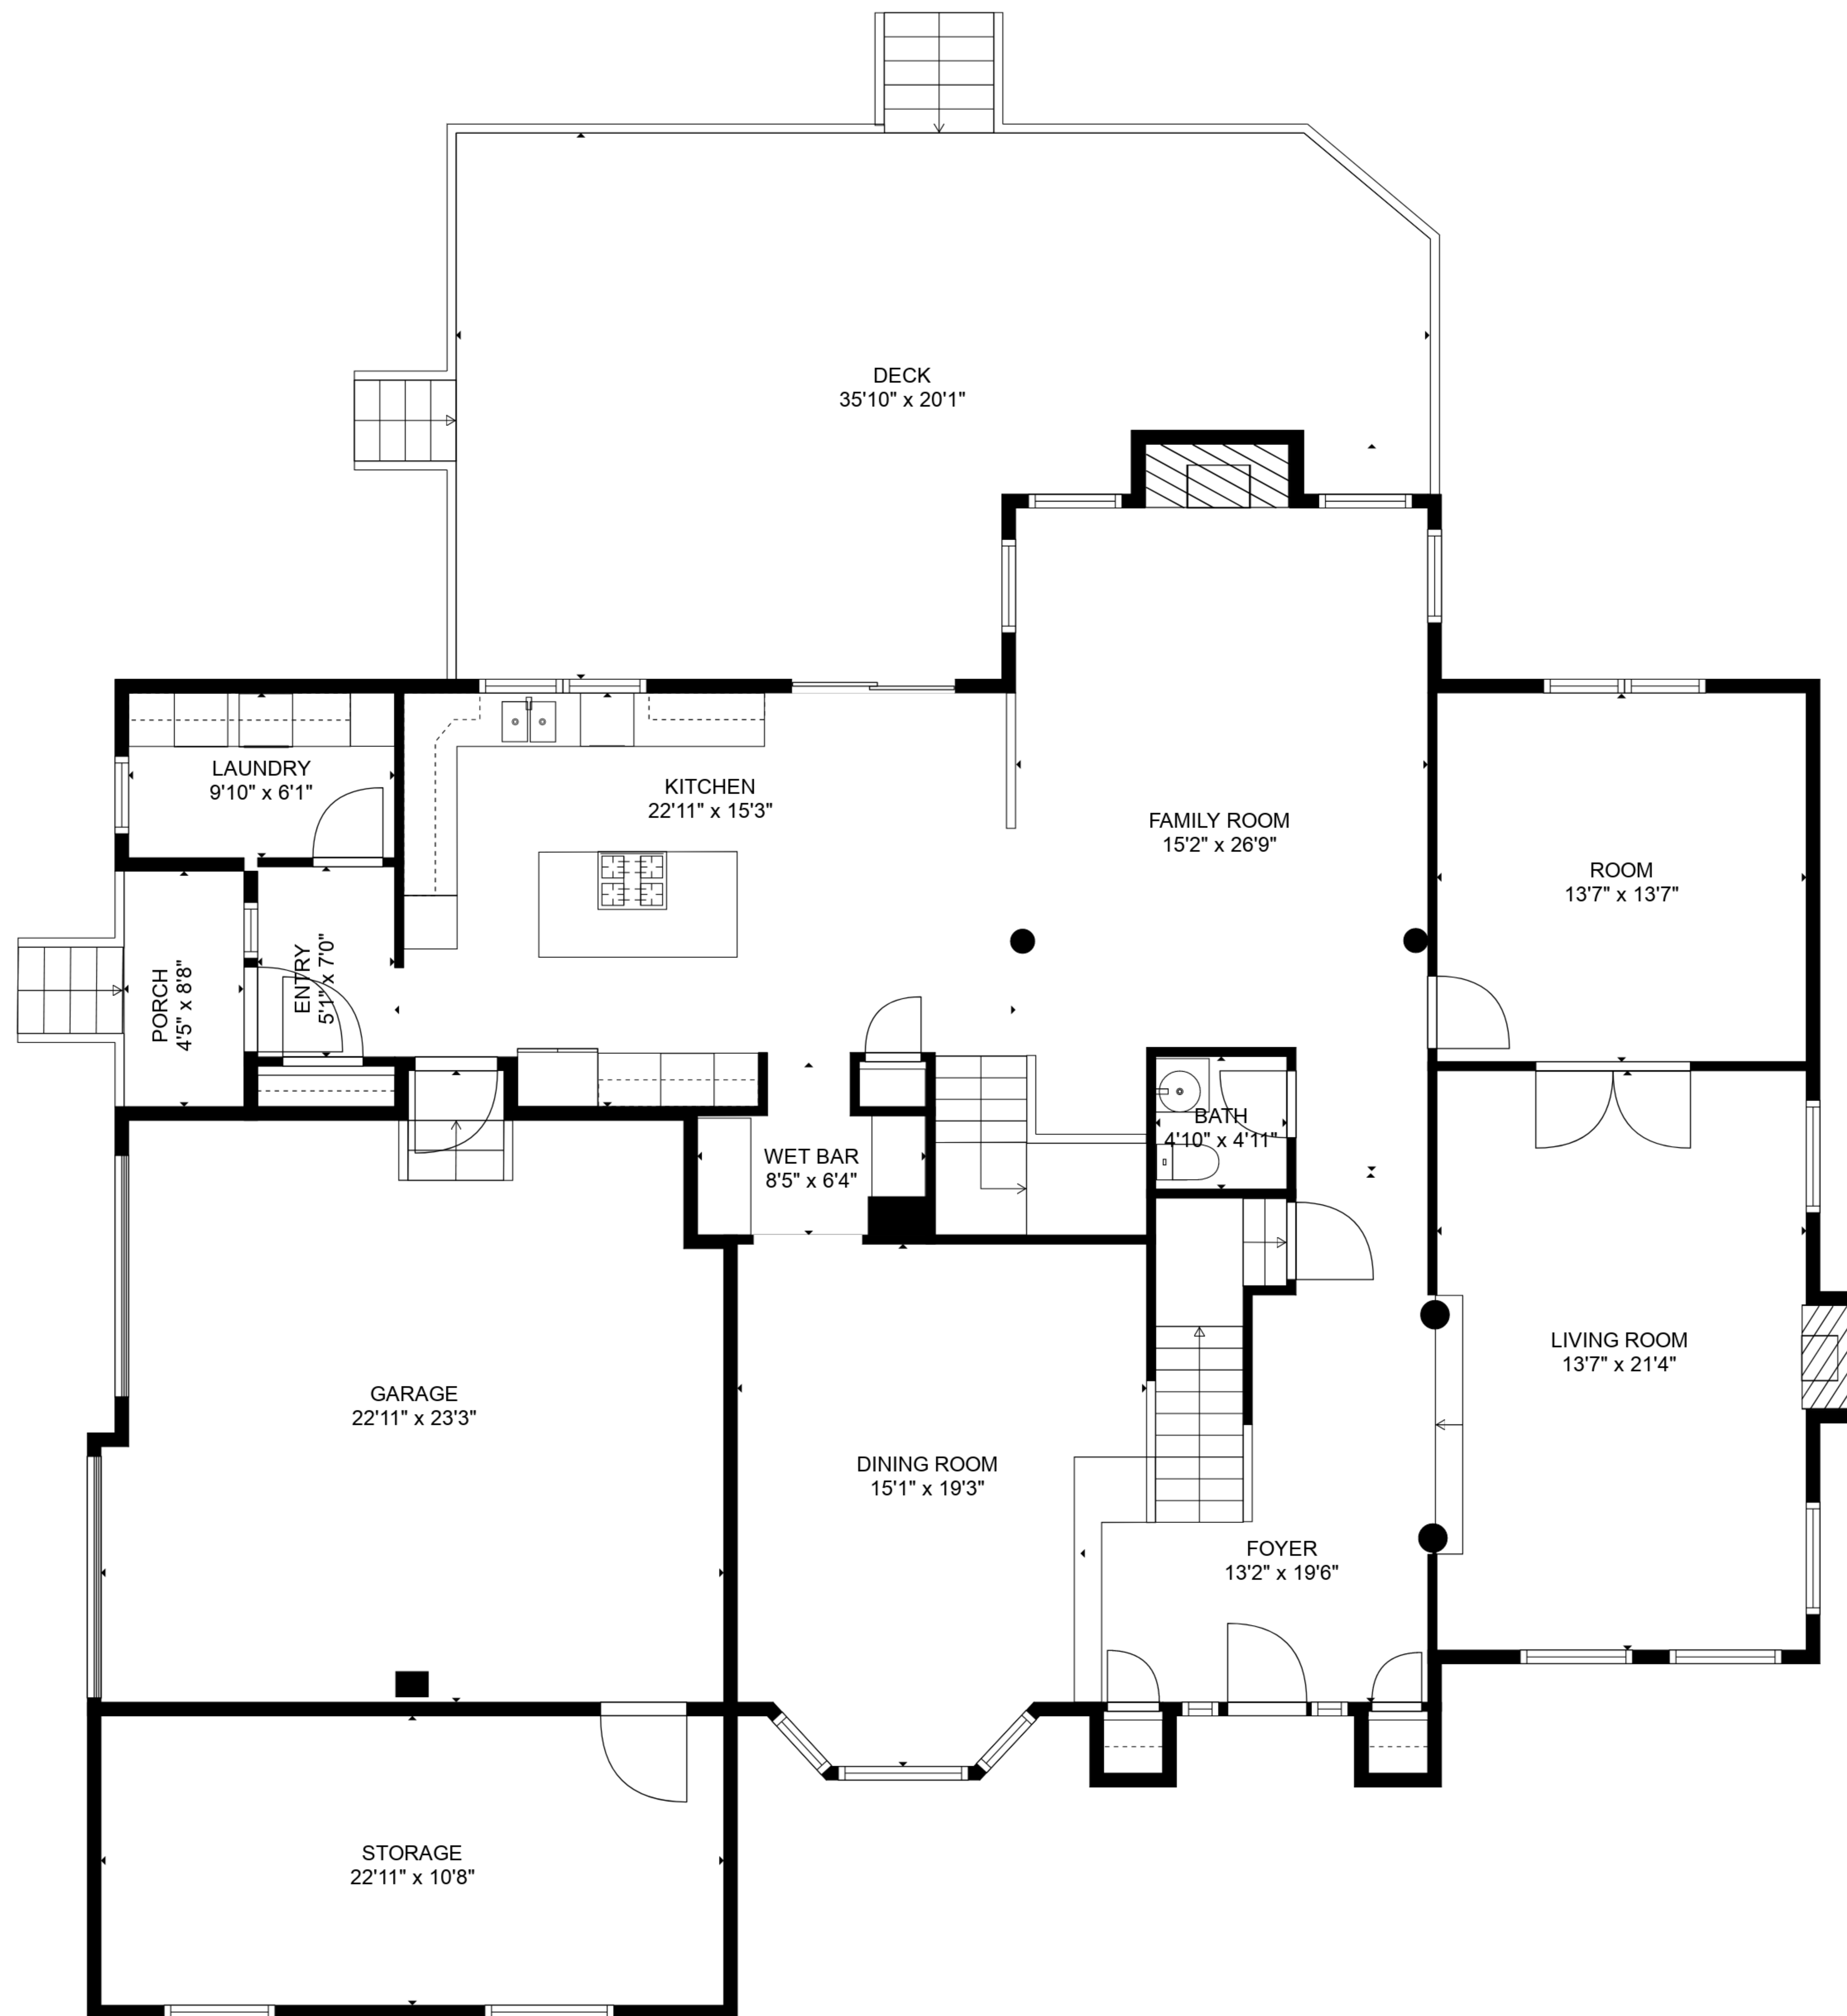 DECK
35'10" x 20'1"
LAUNDRY
9'10" x 6'1"
KITCHEN
22'11" x 15'3"
FAMILY ROOM
15'2" x 26'9"
ROOM
13'7" x 13'7"
PORCH
4'5" x 8'8"
ENTRY
5'1" x 7'0"
BATH
4'10" x 4'11"
WET BAR
8'5" x 6'4"
GARAGE
22'11" x 23'3"
LIVING ROOM
13'7" x 21'4"
DINING ROOM
15'1" x 19'3"
FOYER
13'2" x 19'6"
STORAGE
22'11" x 10'8"